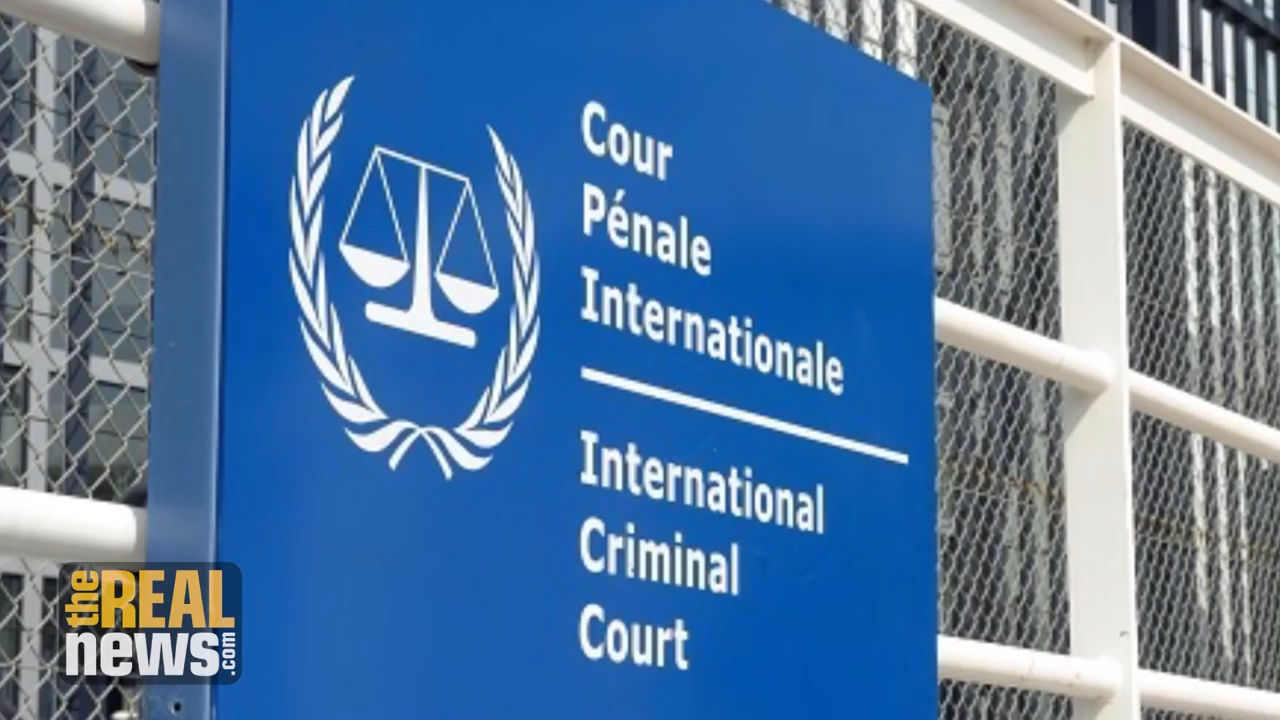 Cour
Pénale
Internationale
International
Criminal
Court
the REAL
news.com